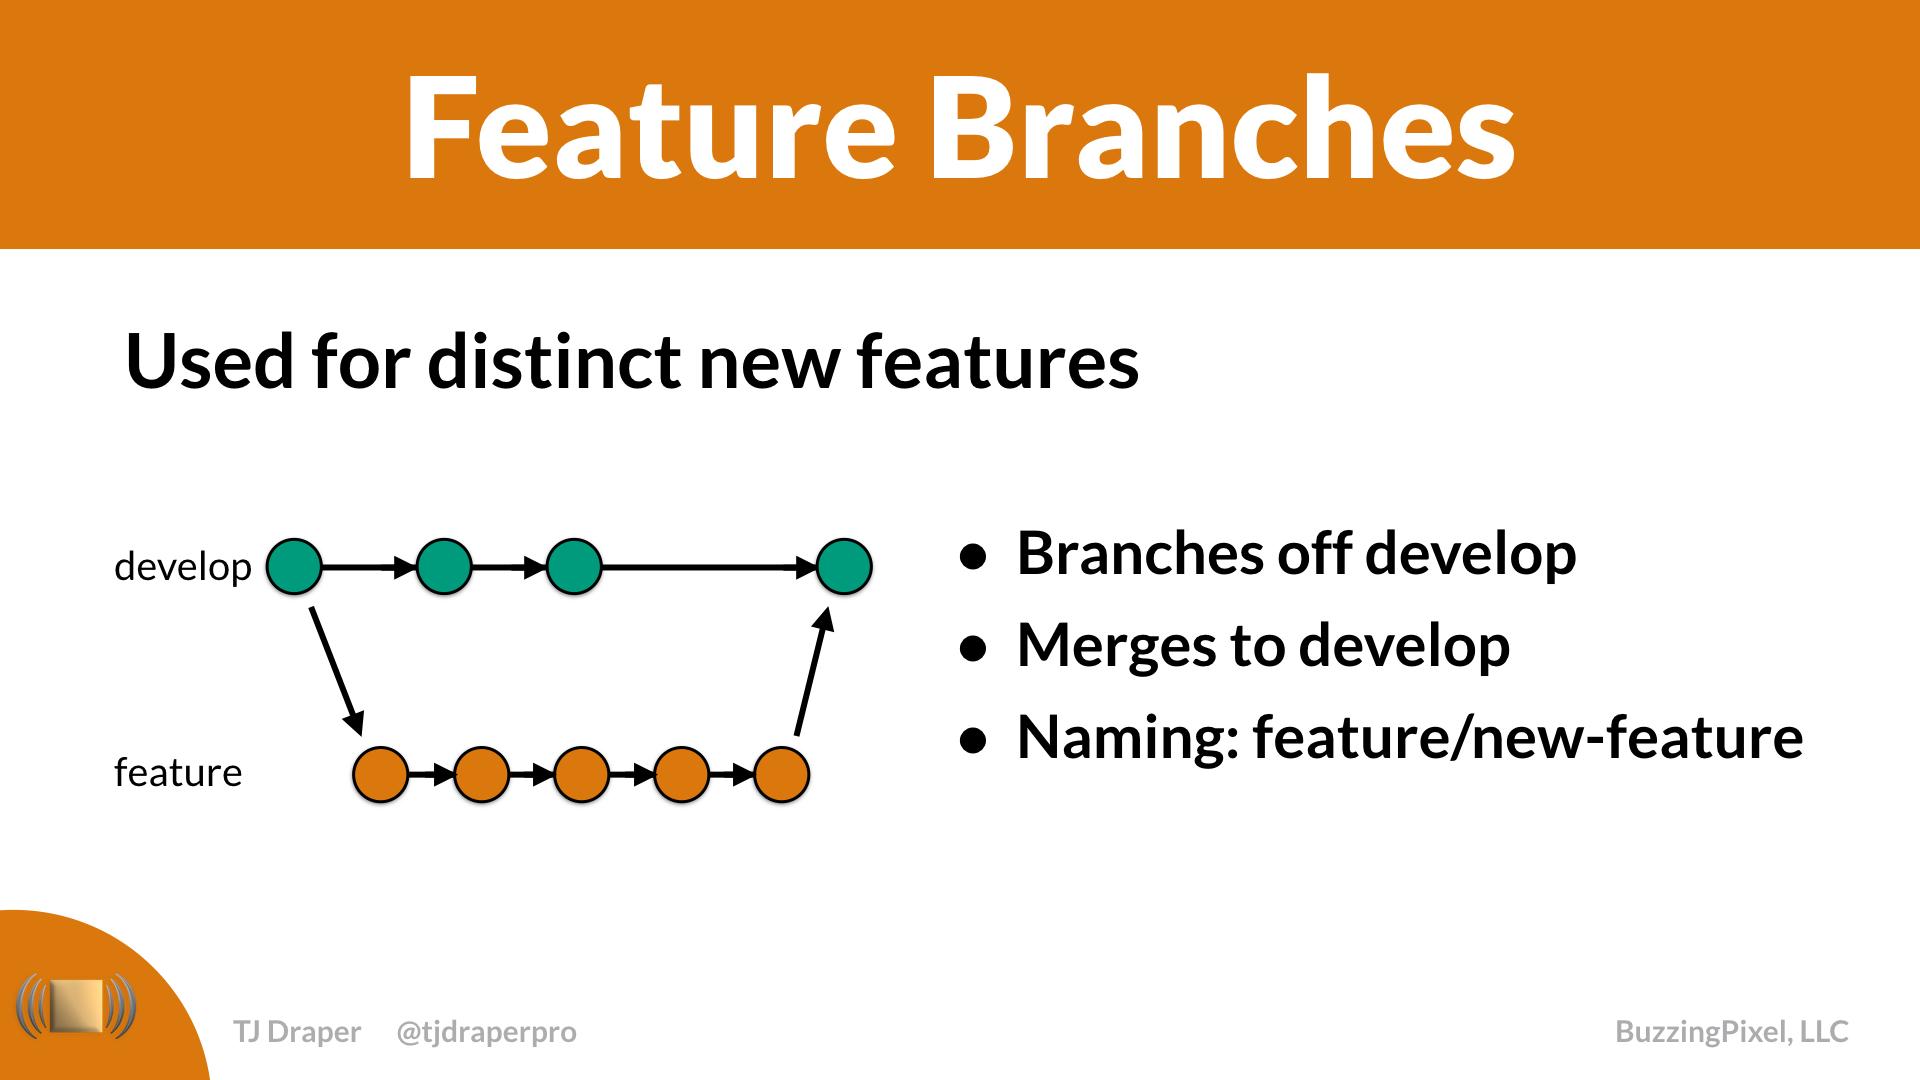 Feature Branches
Used for distinct new features
develop
feature
● Branches off develop
● Merges to develop
● Naming: feature/new-feature
TJ Draper @tjdraperpro
BuzzingPixel, LLC